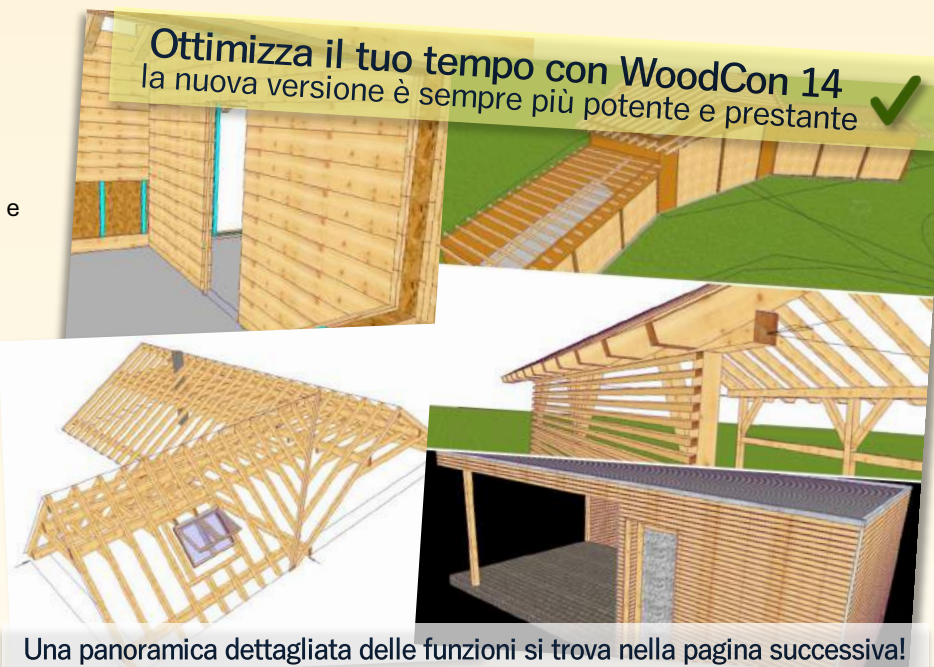 Ottimizza il tuo tempo con WoodCon 14
la nuova versione è sempre più potente e prestante
e
Una panoramica dettagliata delle funzioni si trova nella pagina successiva!